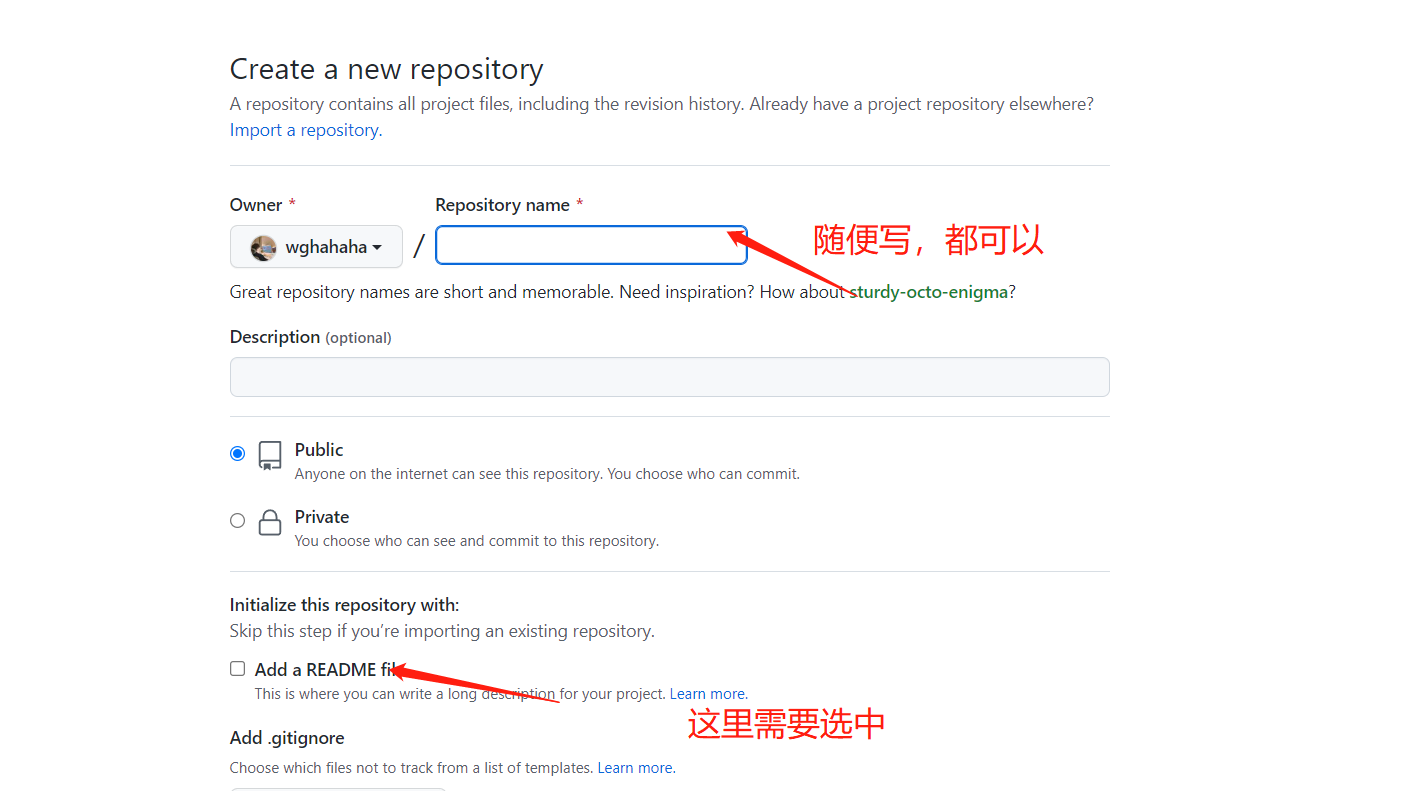 Create a new repository
A repository contains all project files, including the revision history. Already have a project repository elsewhere?
Import a repository.
Owner *
Repository name *
wghahaha
/
随便写，都可以
Great repository names are short and memorable. Need inspiration? How about sturdy-octo-enigma?
Description (optional)
Public
Anyone on the internet can see this repository. You choose who can commit.
Private
You choose who can see and commit to this repository.
Initialize this repository with:
Skip this step if you’re importing an existing repository.
Add a README file
This is where you can write a long description for your project. Learn more.
这里需要选中
Add .gitignore
Choose which files not to track from a list of templates. Learn more.